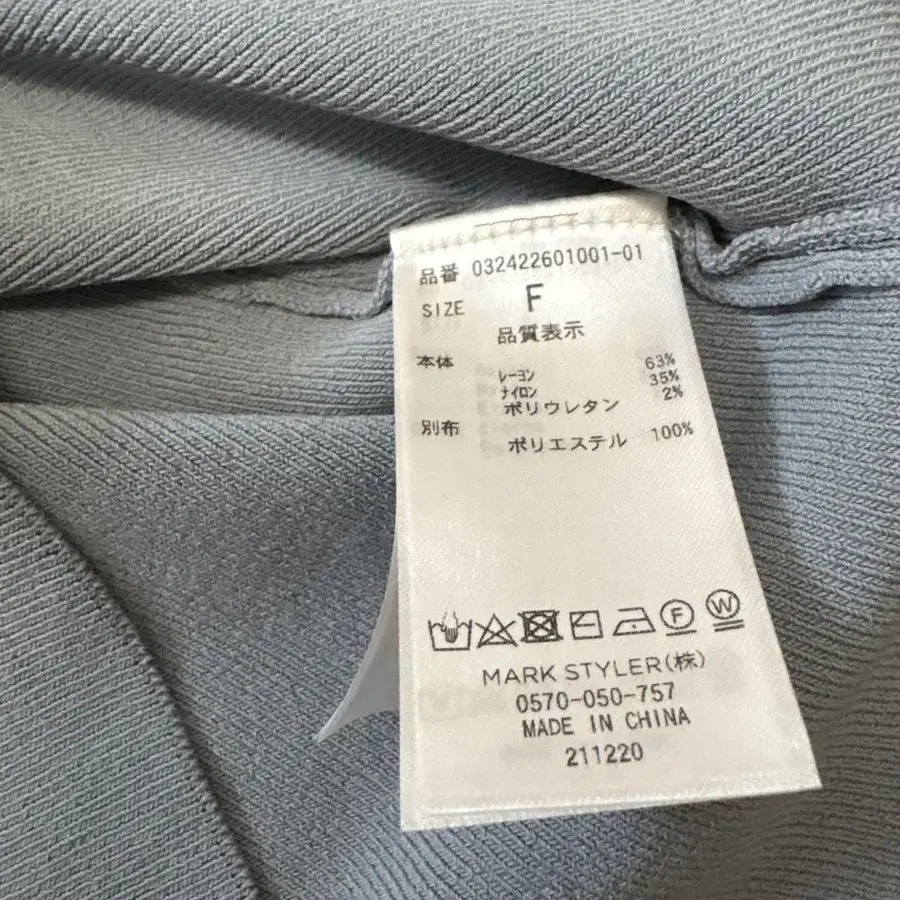 品番 032422601001-01
SIZE F
品質表示
本体
レーヨン 63%
ナイロン 35%
ポリウレタン 2%
別布
ポリエステル 100%
F W
MARK STYLER(株)
0570-050-757
MADE IN CHINA
211220